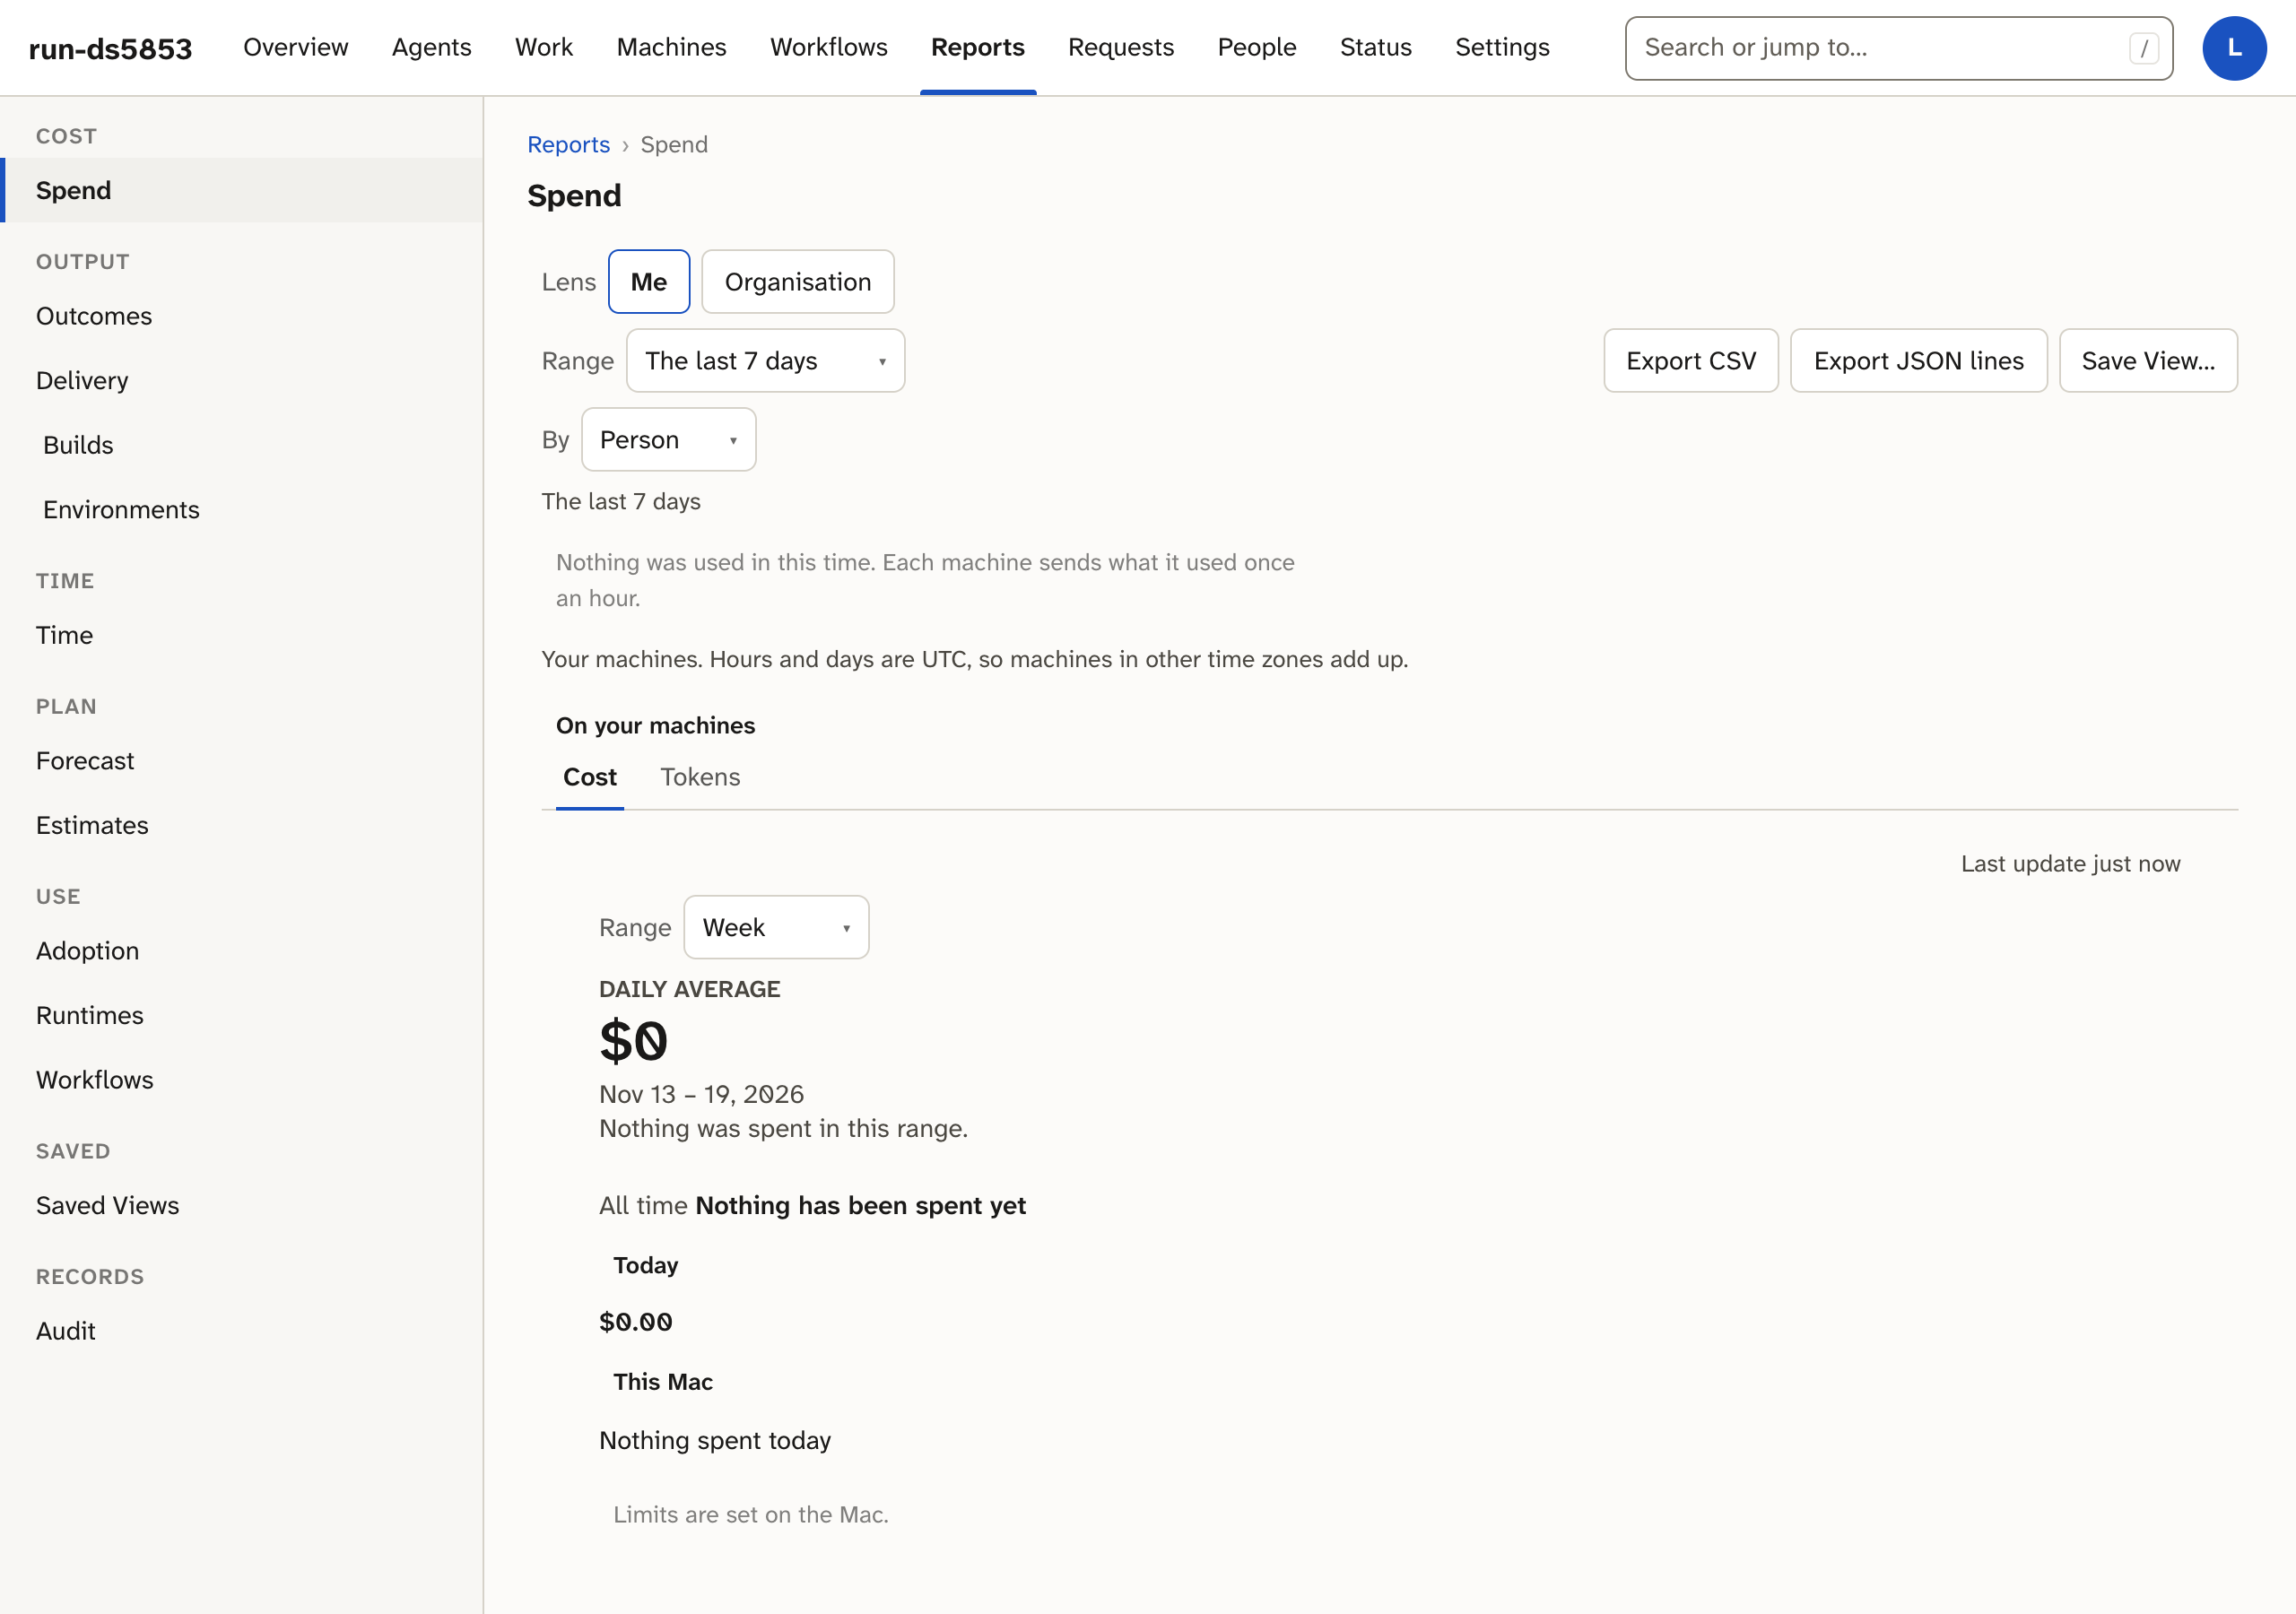 run-ds5853
Overview
Agents
Work
Machines
Workflows
Reports
Requests
People
Status
Settings
Search or jump to...
/
L
COST
Spend
OUTPUT
Outcomes
Delivery
Builds
Environments
TIME
Time
PLAN
Forecast
Estimates
USE
Adoption
Runtimes
Workflows
SAVED
Saved Views
RECORDS
Audit
Reports › Spend
Spend
Lens Me Organisation
Range The last 7 days
Export CSV
Export JSON lines
Save View...
By Person
The last 7 days
Nothing was used in this time. Each machine sends what it used once
an hour.
Your machines. Hours and days are UTC, so machines in other time zones add up.
On your machines
Cost Tokens
Last update just now
Range Week
DAILY AVERAGE
$0
Nov 13 – 19, 2026
Nothing was spent in this range.
All time Nothing has been spent yet
Today
$0.00
This Mac
Nothing spent today
Limits are set on the Mac.